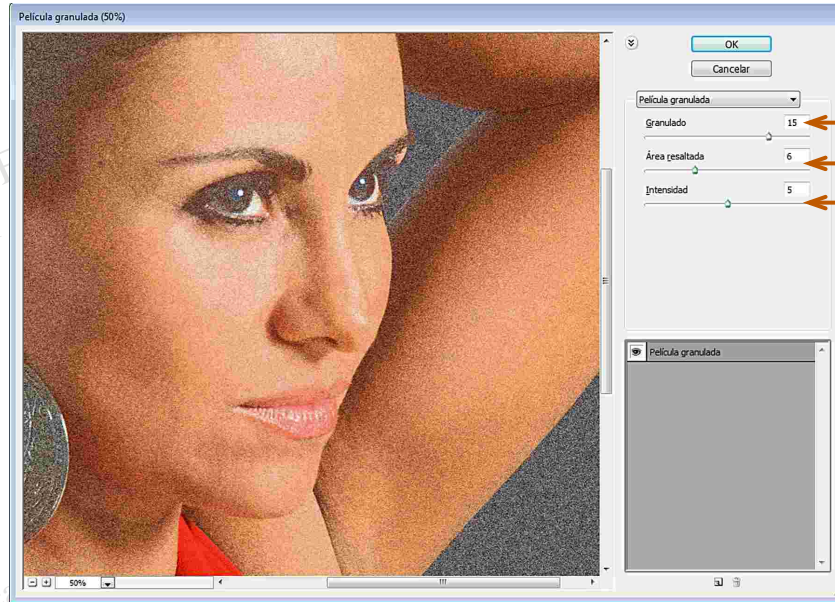 Película granulada (50%)
OK
Cancelar
Película granulada
Granulado 15
Área resaltada 6
Intensidad 5
Película granulada
50%